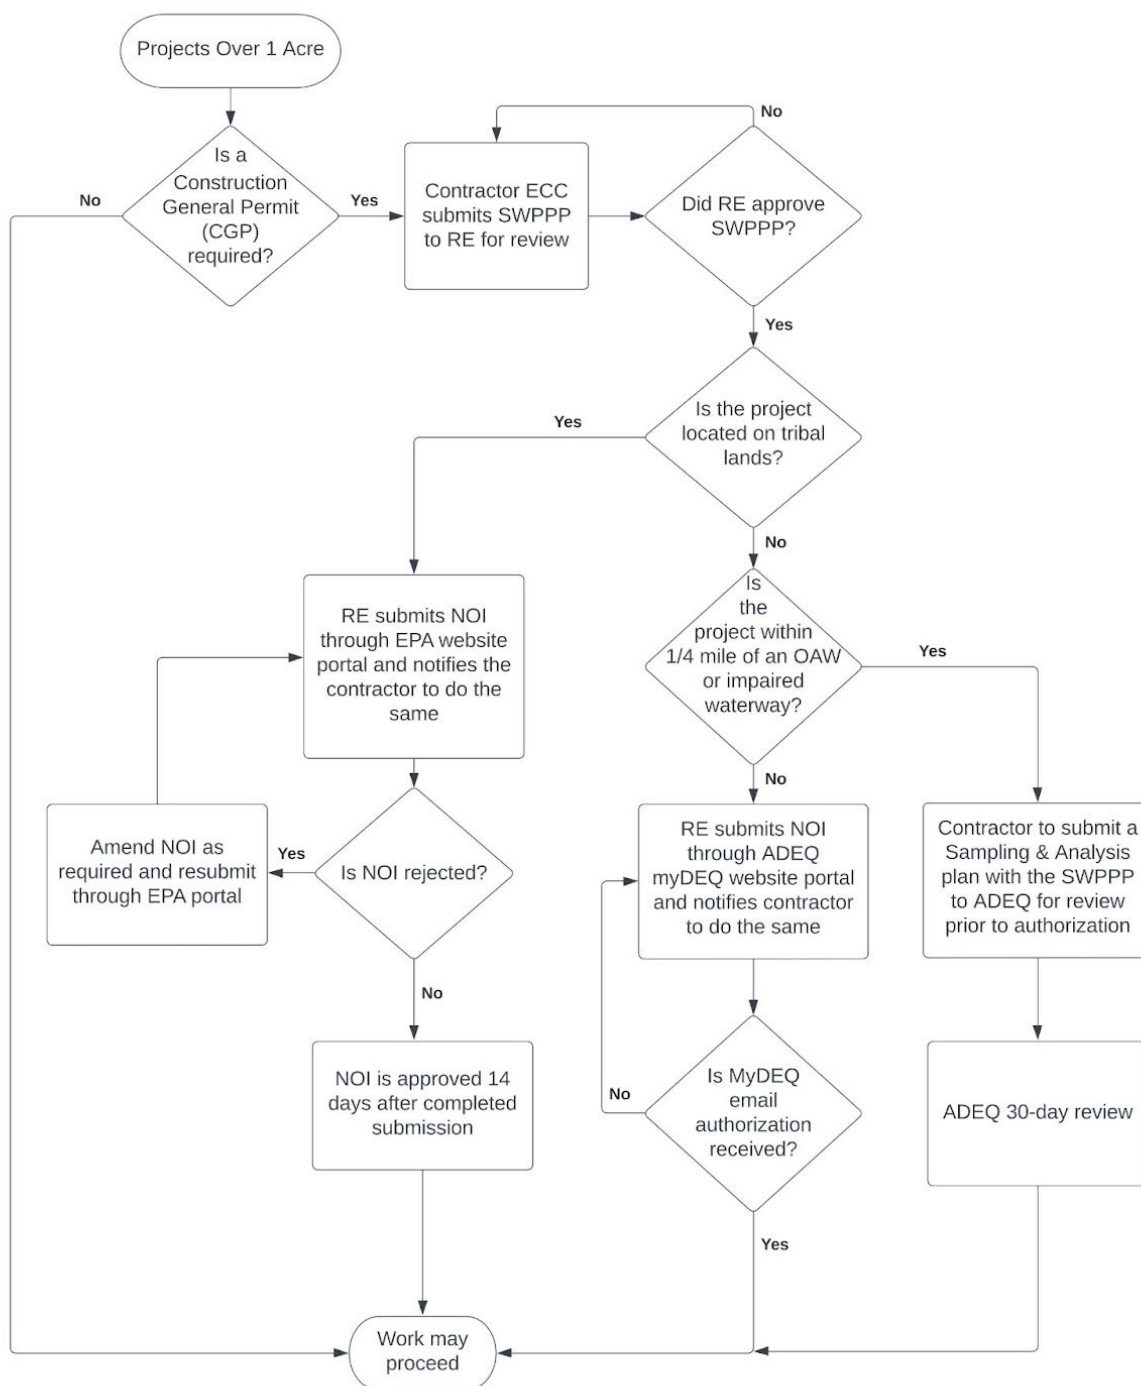 Projects Over 1 Acre
Is a
Construction
General Permit
(CGP)
required?
No
Yes
Contractor ECC
submits SWPPP
to RE for review
No
Did RE approve
SWPPP?
Yes
Is the project
located on tribal
lands?
Yes
No
RE submits NOI
through EPA website
portal and notifies the
contractor to do the
same
Is
the
project within
1/4 mile of an OAW
or impaired
waterway?
Yes
No
Amend NOI as
required and resubmit
through EPA portal
Yes
Is NOI rejected?
No
RE submits NOI
through ADEQ
myDEQ website portal
and notifies contractor
to do the same
Contractor to submit a
Sampling & Analysis
plan with the SWPPP
to ADEQ for review
prior to authorization
NOI is approved 14
days after completed
submission
No
Is MyDEQ
email
authorization
received?
Yes
ADEQ 30-day review
Work may
proceed